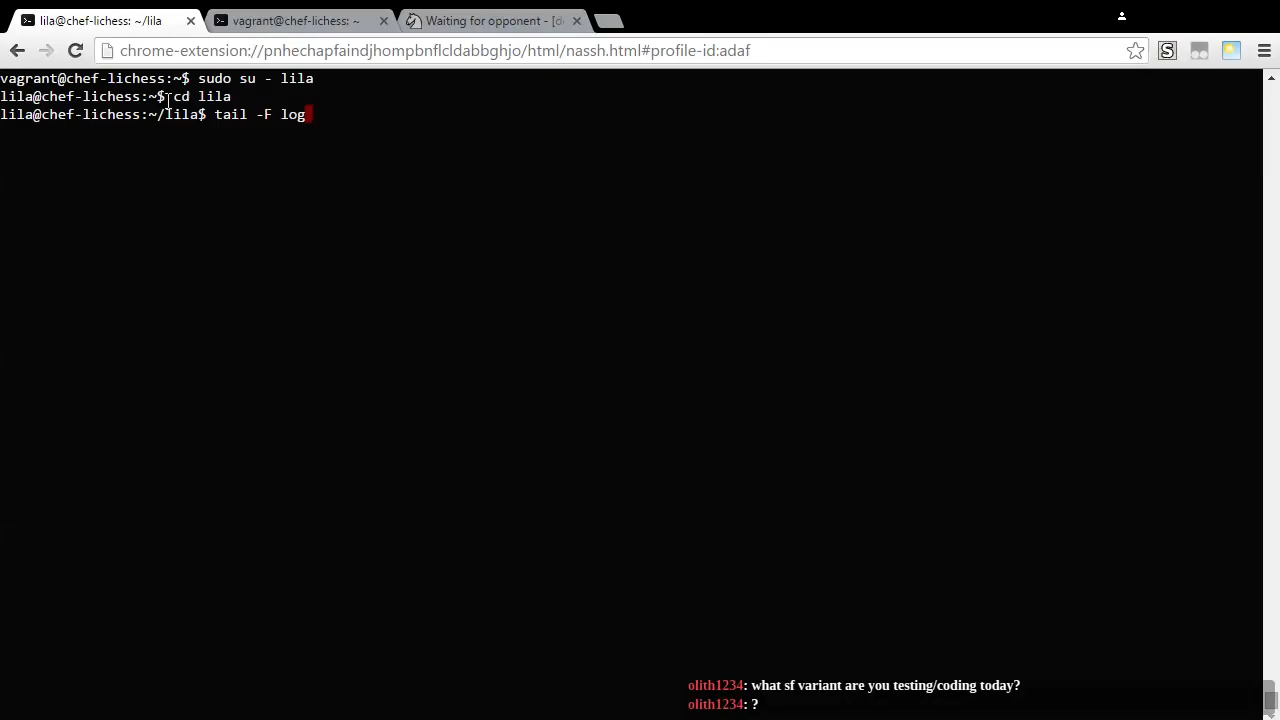 lila@chef-lichess: ~/lila
vagrant@chef-lichess: ~
Waiting for opponent - [de
chrome-extension://pnhechapfaindjhompbnflcldabbghjo/html/nassh.html#profile-id:adaf
vagrant@chef-lichess:~$ sudo su - lila
lila@chef-lichess:~$ cd lila
lila@chef-lichess:~/lila$ tail -F log
olith1234: what sf variant are you testing/coding today?
olith1234: ?